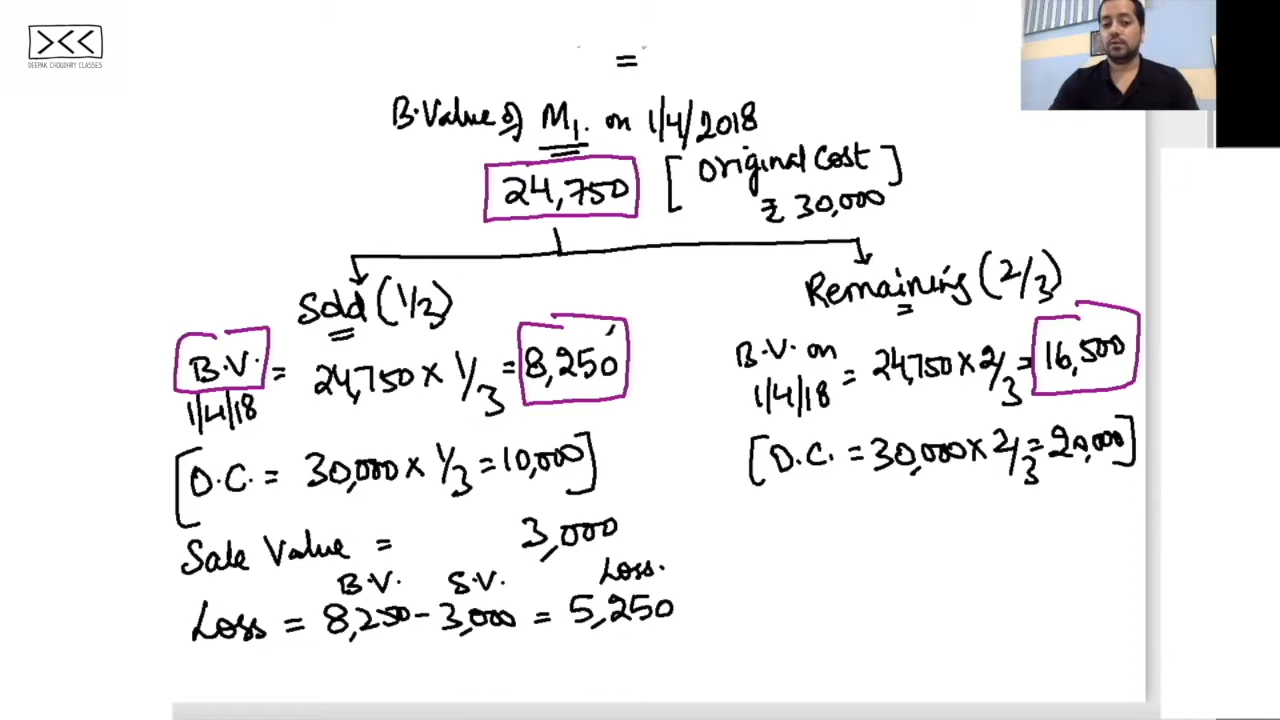 DEEPAK CHOUDHRY CLASSES
=
B.Value of M1. on 1/4/2018
24,750 [Original Cost
₹ 30,000]
Sold (1/3)
Remaining (2/3)
B.V. = 24,750 × 1/3 = 8,250
1/4/18
[O.C. = 30,000 × 1/3 = 10,000]
Sale Value = 3,000
B.V. S.V. Loss.
Loss = 8,250 - 3,000 = 5,250
B.V. on
1/4/18 = 24,750 × 2/3 = 16,500
[O.C. = 30,000 × 2/3 = 20,000]